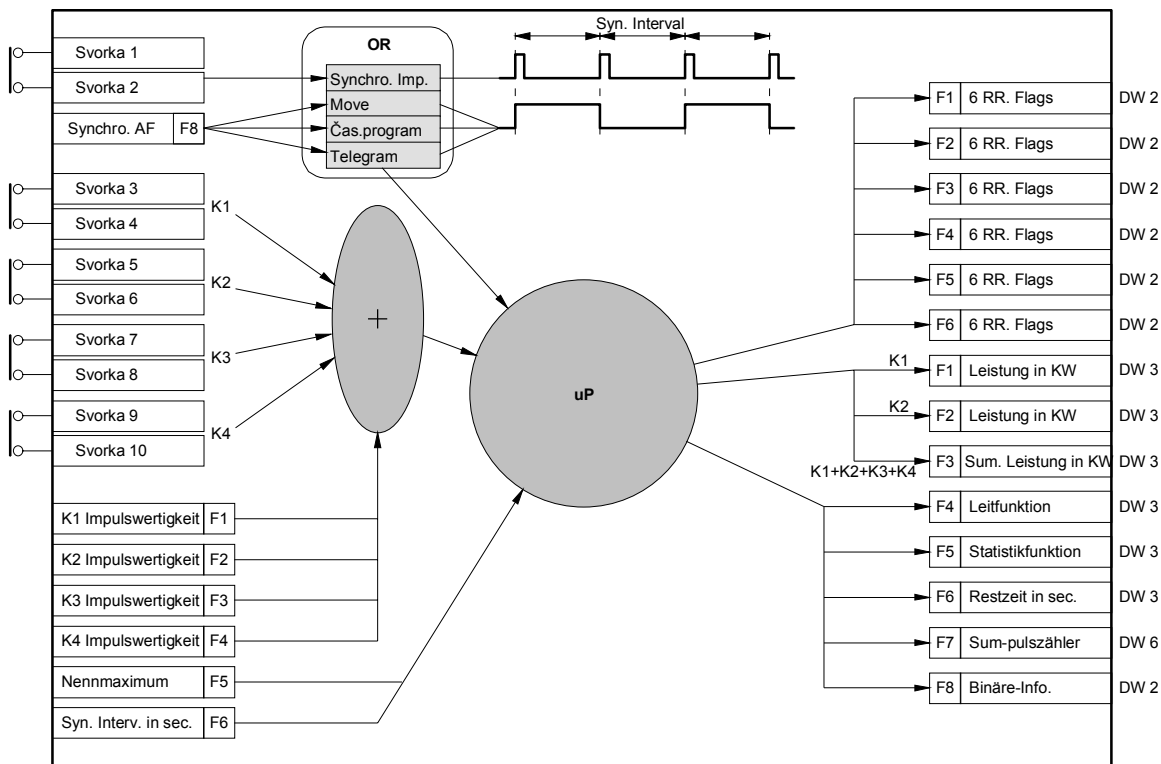 Syn. Interval
OR
Svorka 1
Svorka 2
Synchro. AF F8
Synchro. Imp.
Move
Čas.program
Telegram
Svorka 3
Svorka 4
Svorka 5
Svorka 6
Svorka 7
Svorka 8
Svorka 9
Svorka 10
K1
K2
K3
K4
+
uP
K1 Impulswertigkeit F1
K2 Impulswertigkeit F2
K3 Impulswertigkeit F3
K4 Impulswertigkeit F4
Nennmaximum F5
Syn. Interv. in sec. F6
F1 6 RR. Flags DW 2
F2 6 RR. Flags DW 2
F3 6 RR. Flags DW 2
F4 6 RR. Flags DW 2
F5 6 RR. Flags DW 2
F6 6 RR. Flags DW 2
K1 F1 Leistung in KW DW 3
K2 F2 Leistung in KW DW 3
K1+K2+K3+K4 F3 Sum. Leistung in KW DW 3
F4 Leitfunktion DW 3
F5 Statistikfunktion DW 3
F6 Restzeit in sec. DW 3
F7 Sum-pulszähler DW 6
F8 Binäre-Info. DW 2